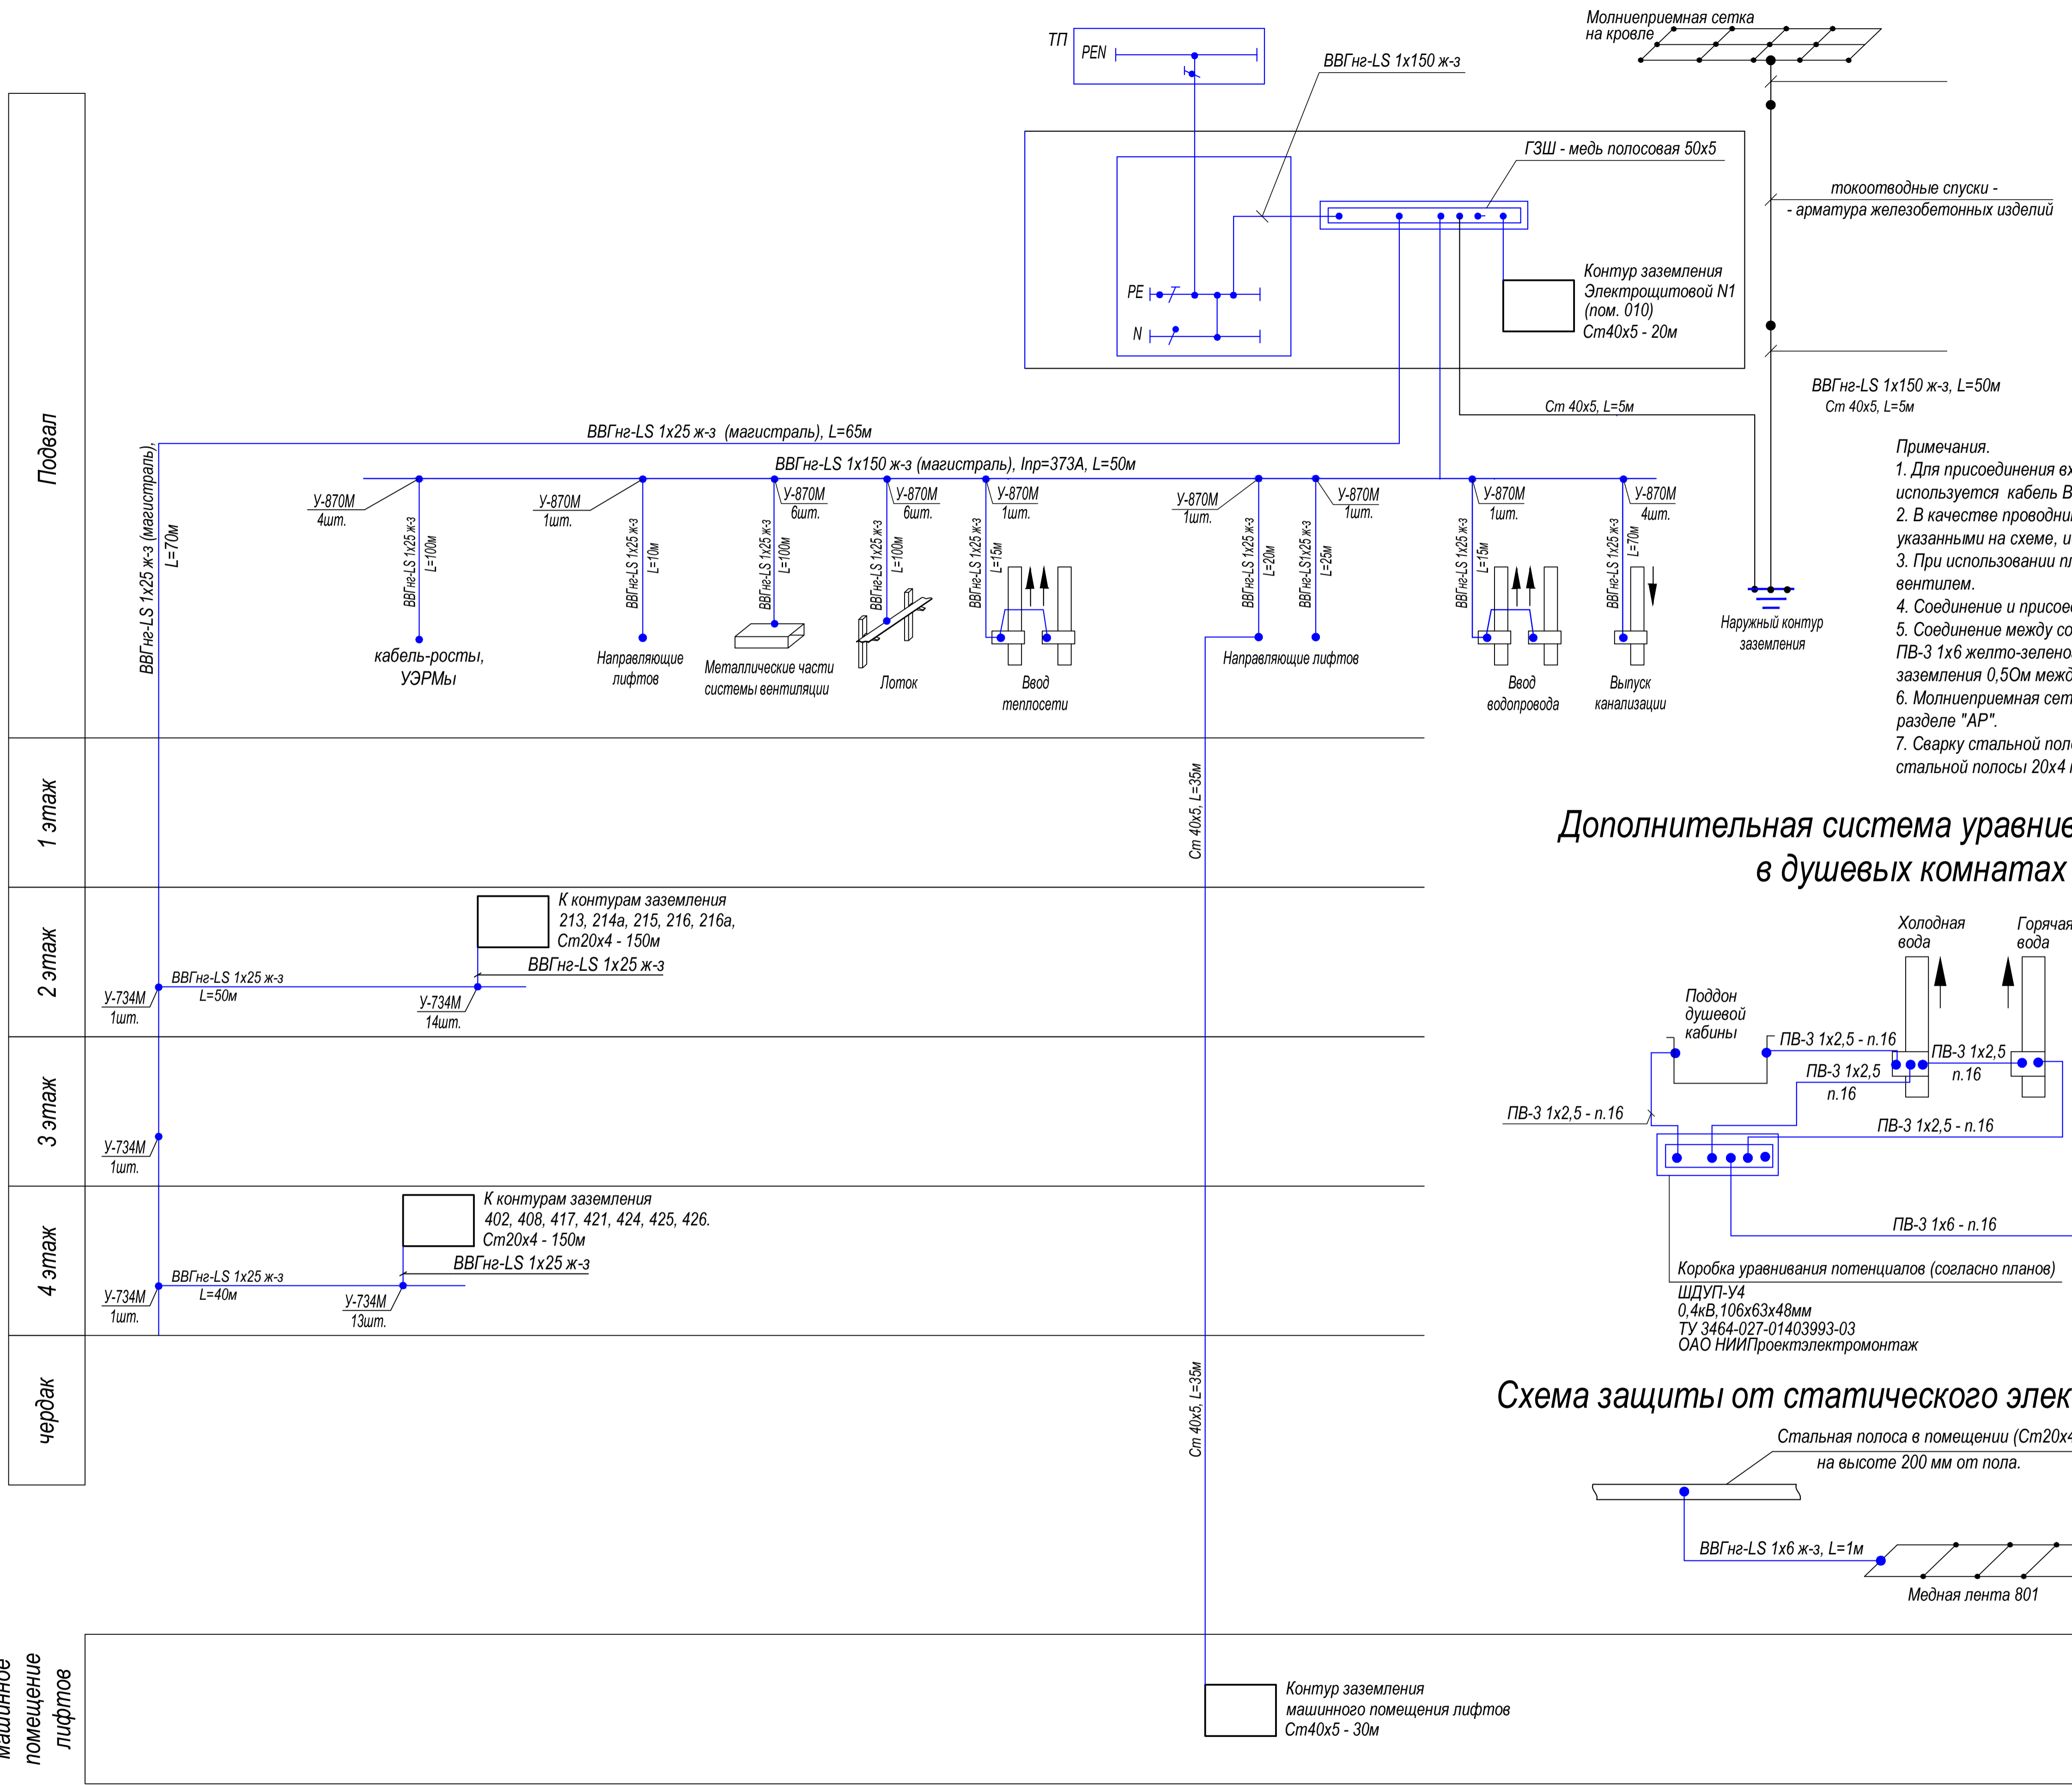 Молниеприемная сетка
на кровле
ТП
PEN
ВВГнг-LS 1х150 ж-з
ГЗШ - медь полосовая 50х5
токоотводные спуски -
- арматура железобетонных изделий
Контур заземления
Электрощитовой N1
(пом. 010)
Ст40х5 - 20м
PE
N
ВВГнг-LS 1х150 ж-з, L=50м
Ст 40х5, L=5м
Ст 40х5, L=5м
Подвал
ВВГнг-LS 1х25 ж-з (магистраль),
L=70м
ВВГнг-LS 1х25 ж-з (магистраль), L=65м
ВВГнг-LS 1х150 ж-з (магистраль), Iпр=373А, L=50м
У-870М
4шт.
У-870М
1шт.
У-870М
6шт.
У-870М
6шт.
У-870М
1шт.
У-870М
1шт.
У-870М
1шт.
У-870М
1шт.
У-870М
4шт.
ВВГнг-LS 1х25 ж-з
L=100м
ВВГнг-LS 1х25 ж-з
L=10м
ВВГнг-LS 1х25 ж-з
L=100м
ВВГнг-LS 1х25 ж-з
L=100м
ВВГнг-LS 1х25 ж-з
L=15м
ВВГнг-LS 1х25 ж-з
L=20м
ВВГнг-LS 1х25 ж-з
L=25м
ВВГнг-LS 1х25 ж-з
L=15м
ВВГнг-LS 1х25 ж-з
L=70м
кабель-росты,
УЭРМы
Направляющие
лифтов
Металлические части
системы вентиляции
Лоток
Ввод
теплосети
Направляющие лифтов
Ввод
водопровода
Выпуск
канализации
Наружный контур
заземления
Примечания.
1. Для присоединения
используется кабель
2. В качестве
указанными на схеме,
3. При использовании
вентилем.
4. Соединение и
5. Соединение между
ПВ-3 1х6
заземления 0,5Ом
6. Молниеприемная
разделе "АР".
7. Сварку стальной
стальной полосы 20х4
1 этаж
Ст 40х5, L=35м
Дополнительная система
в душевых комнатах
2 этаж
К контурам заземления
213, 214а, 215, 216, 216а,
Ст20х4 - 150м
ВВГнг-LS 1х25 ж-з
ВВГнг-LS 1х25 ж-з
L=50м
У-734М
1шт.
У-734М
14шт.
Холодная
вода
Горячая
вода
Поддон
душевой
кабины
ПВ-3 1х2,5 - п.16
ПВ-3 1х2,5
п.16
ПВ-3 1х2,5
п.16
ПВ-3 1х2,5 - п.16
ПВ-3 1х2,5 - п.16
3 этаж
У-734М
1шт.
4 этаж
К контурам заземления
402, 408, 417, 421, 424, 425, 426.
Ст20х4 - 150м
ВВГнг-LS 1х25 ж-з
ВВГнг-LS 1х25 ж-з
L=40м
У-734М
1шт.
У-734М
13шт.
ПВ-3 1х6 - п.16
Коробка уравнивания потенциалов (согласно планов)
ШДУП-У4
0,4кВ,106х63х48мм
ТУ 3464-027-01403993-03
ОАО НИИПроектэлектромонтаж
чердак
Ст 40х5, L=35м
Схема защиты от статического
Стальная полоса в помещении (Ст20х4
на высоте 200 мм от пола.
ВВГнг-LS 1х6 ж-з, L=1м
Медная лента 801
машинное
помещение
лифтов
Контур заземления
машинного помещения лифтов
Ст40х5 - 30м